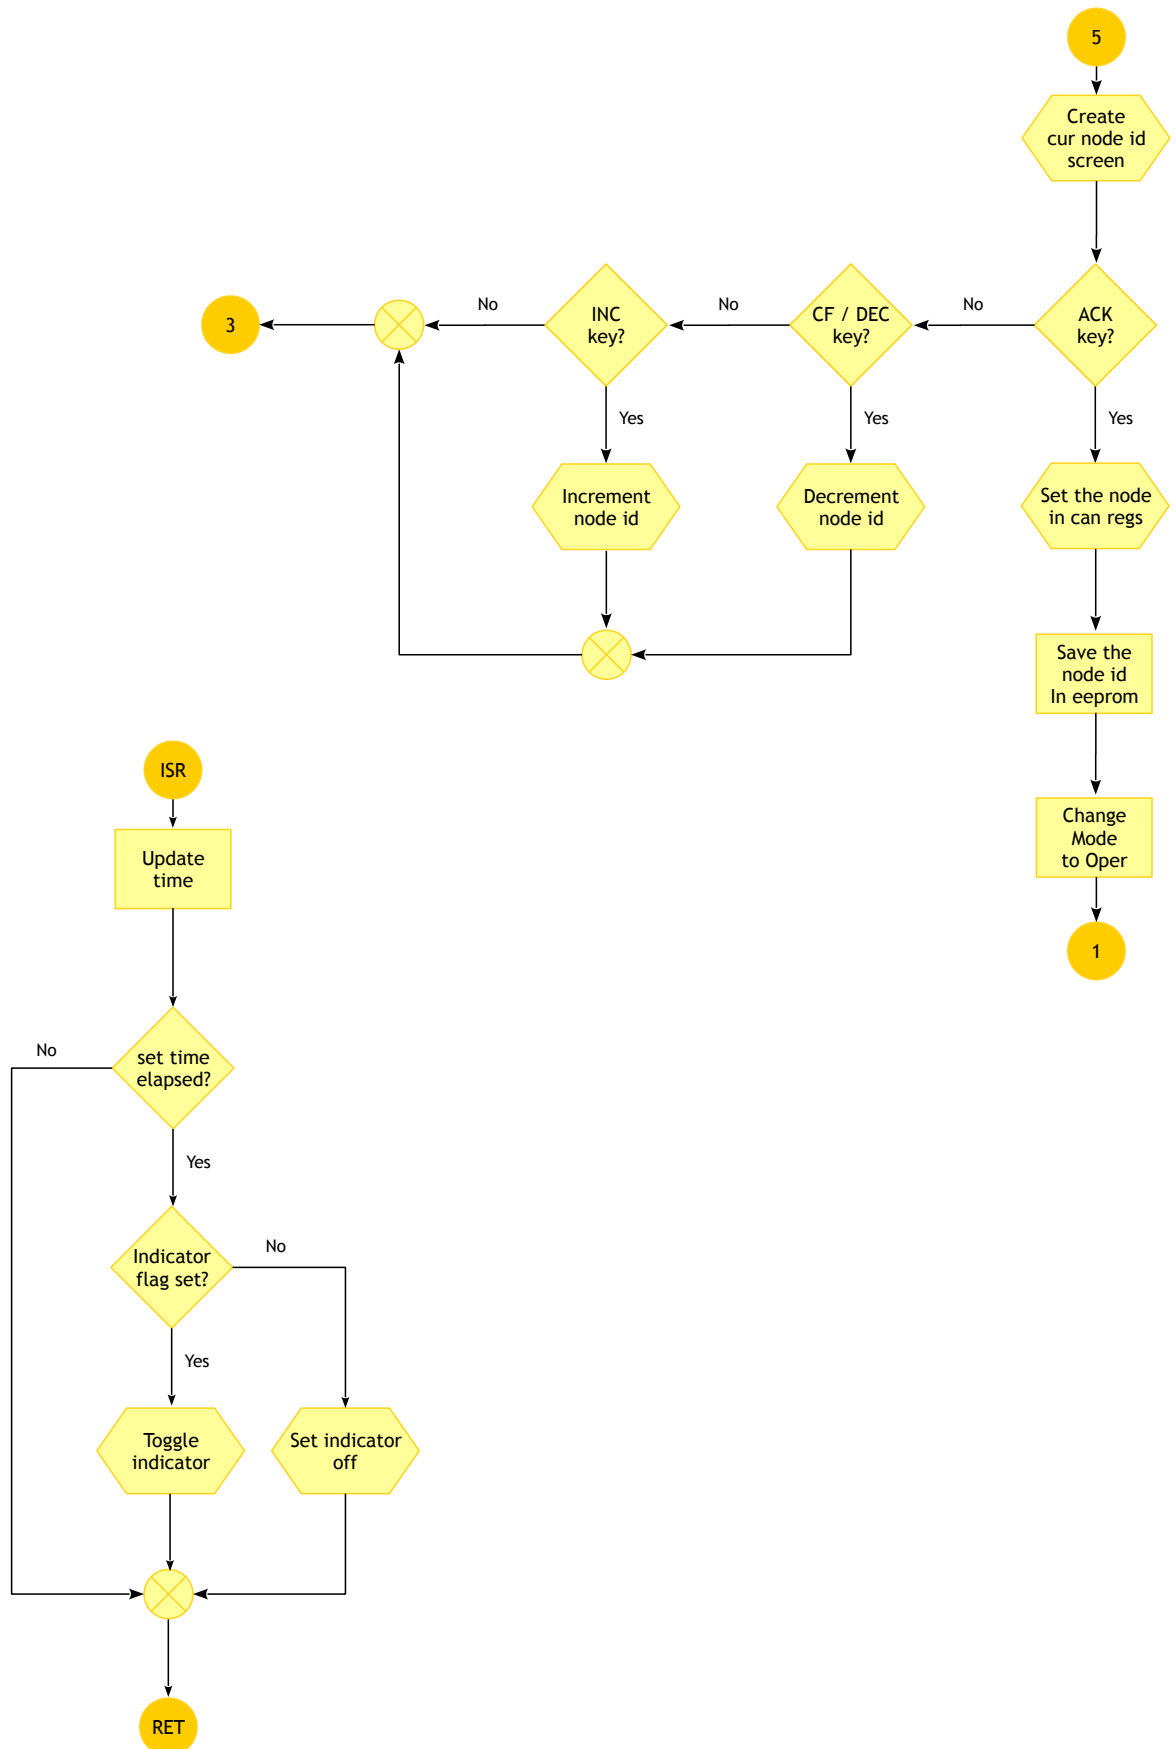 5
Create
cur node id
screen
ACK
key?
No
CF / DEC
key?
No
INC
key?
No
3
Yes
Yes
Yes
Increment
node id
Decrement
node id
Set the node
in can regs
Save the
node id
In eeprom
Change
Mode
to Oper
1
ISR
Update
time
set time
elapsed?
No
Yes
Indicator
flag set?
No
Yes
Toggle
indicator
Set indicator
off
RET